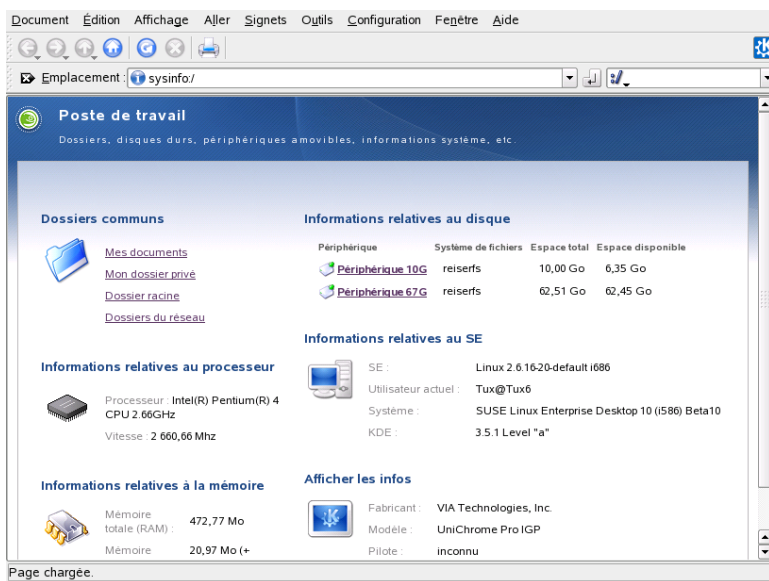 Document Édition Affichage Aller Signets Outils Configuration Fenêtre Aide
Emplacement : sysinfo:/
Poste de travail
Dossiers, disques durs, périphériques amovibles, informations système, etc.
Dossiers communs
Mes documents
Mon dossier privé
Dossier racine
Dossiers du réseau
Informations relatives au disque
Périphérique Système de fichiers Espace total Espace disponible
Périphérique 10G reiserfs 10,00 Go 6,35 Go
Périphérique 67G reiserfs 62,51 Go 62,45 Go
Informations relatives au processeur
Processeur : Intel(R) Pentium(R) 4
CPU 2.66GHz
Vitesse : 2 660,66 Mhz
Informations relatives au SE
SE : Linux 2.6.16-20-default i686
Utilisateur actuel : Tux@Tux6
Système : SUSE Linux Enterprise Desktop 10 (i586) Beta10
KDE : 3.5.1 Level "a"
Informations relatives à la mémoire
Mémoire
totale (RAM) : 472,77 Mo
Mémoire 20,97 Mo (+
Afficher les infos
Fabricant : VIA Technologies, Inc.
Modèle : UniChrome Pro IGP
Pilote : inconnu
Page chargée.